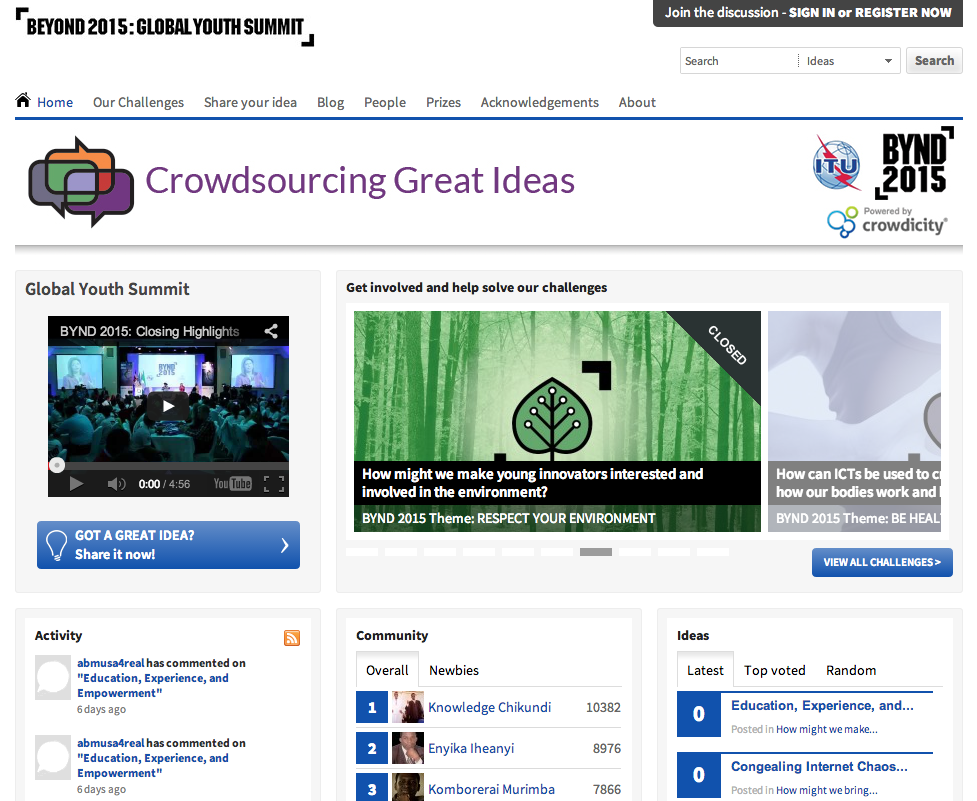 BEYOND 2015: GLOBAL YOUTH SUMMIT
Join the discussion - SIGN IN or REGISTER NOW
Search Ideas Search
Home Our Challenges Share your idea Blog People Prizes Acknowledgements About
Crowdsourcing Great Ideas
ITU
BYND
2015
Powered by
crowdicity
Global Youth Summit
BYND 2015: Closing Highlights
BYND
2015
0:00 / 4:56 YouTube
GOT A GREAT IDEA?
Share it now!
Get involved and help solve our challenges
CLOSED
How might we make young innovators interested and
involved in the environment?
BYND 2015 Theme: RESPECT YOUR ENVIRONMENT
How can ICTs be used to
how our bodies work and
BYND 2015 Theme: BE
VIEW ALL CHALLENGES >
Activity
abmusa4real has commented on
"Education, Experience, and
Empowerment"
6 days ago
abmusa4real has commented on
"Education, Experience, and
Empowerment"
6 days ago
Community
Overall Newbies
1 Knowledge Chikundi 10382
2 Enyika Iheanyi 8976
3 Komborerai Murimba 7866
Ideas
Latest Top voted Random
0 Education, Experience, and...
Posted in How might we make...
0 Congealing Internet Chaos...
Posted in How might we bring...